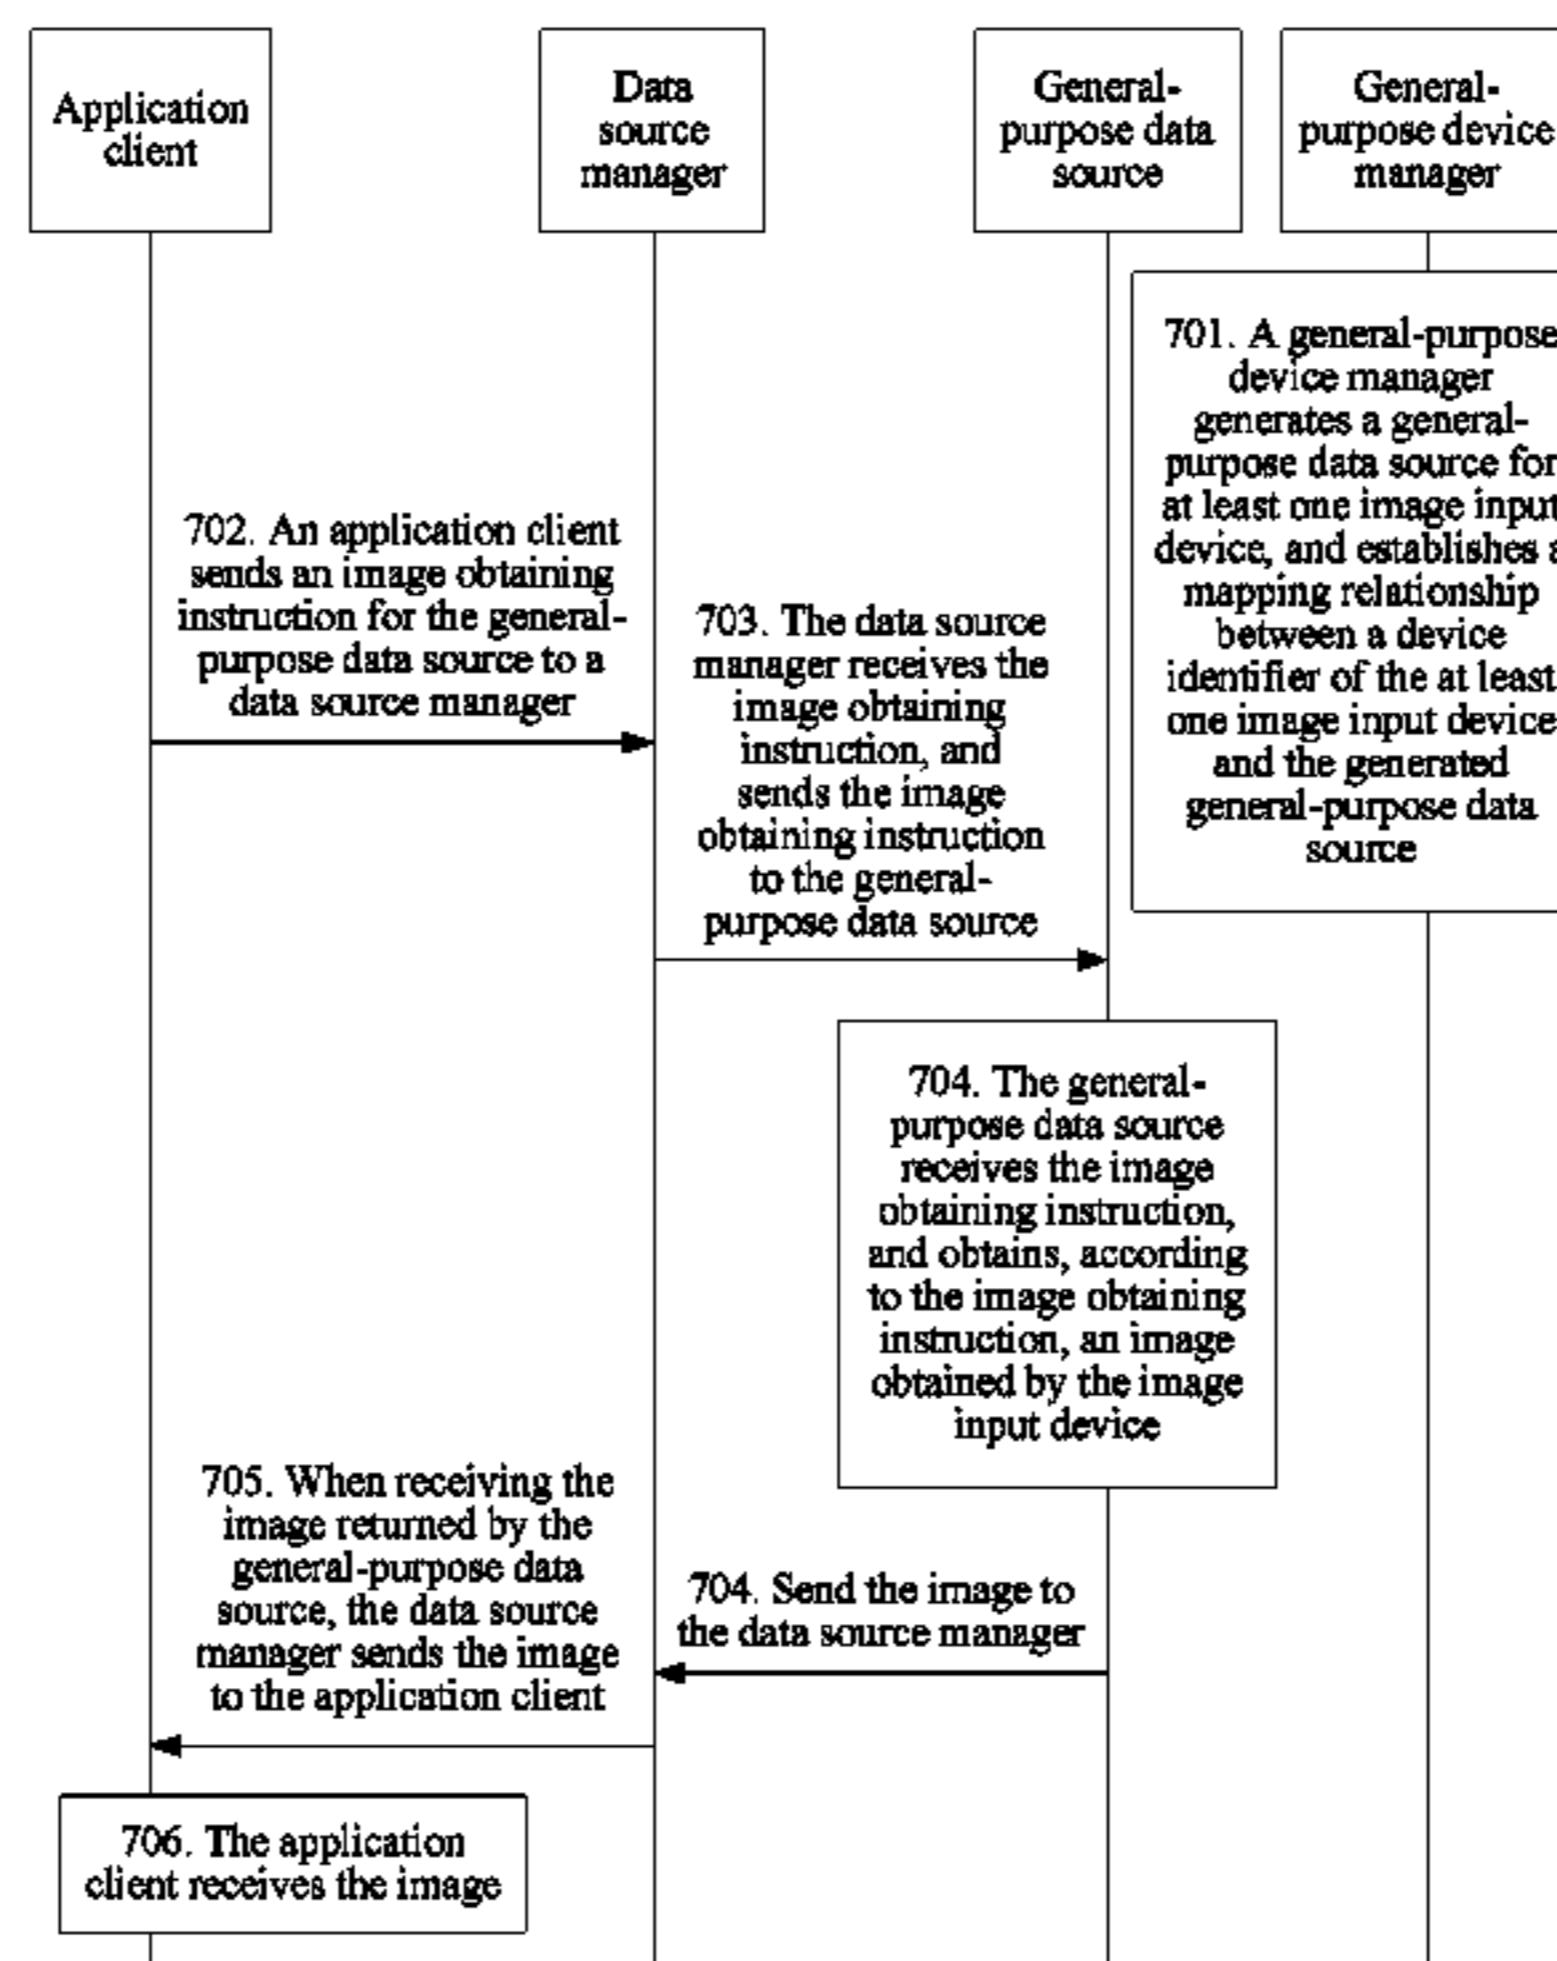 Application
client
Data
source
manager
General-
purpose data
source
General-
purpose device
manager
701. A general-purpose
device manager
generates a general-
purpose data source for
at least one image input
device, and establishes a
mapping relationship
between a device
identifier of the at least
one image input device
and the generated
general-purpose data
source
702. An application client
sends an image obtaining
instruction for the general-
purpose data source to a
data source manager
703. The data source
manager receives the
image obtaining
instruction, and
sends the image
obtaining instruction
to the general-
purpose data source
704. The general-
purpose data source
receives the image
obtaining instruction,
and obtains, according
to the image obtaining
instruction, an image
obtained by the image
input device
704. Send the image to
the data source manager
705. When receiving the
image returned by the
general-purpose data
source, the data source
manager sends the image
to the application client
706. The application
client receives the image